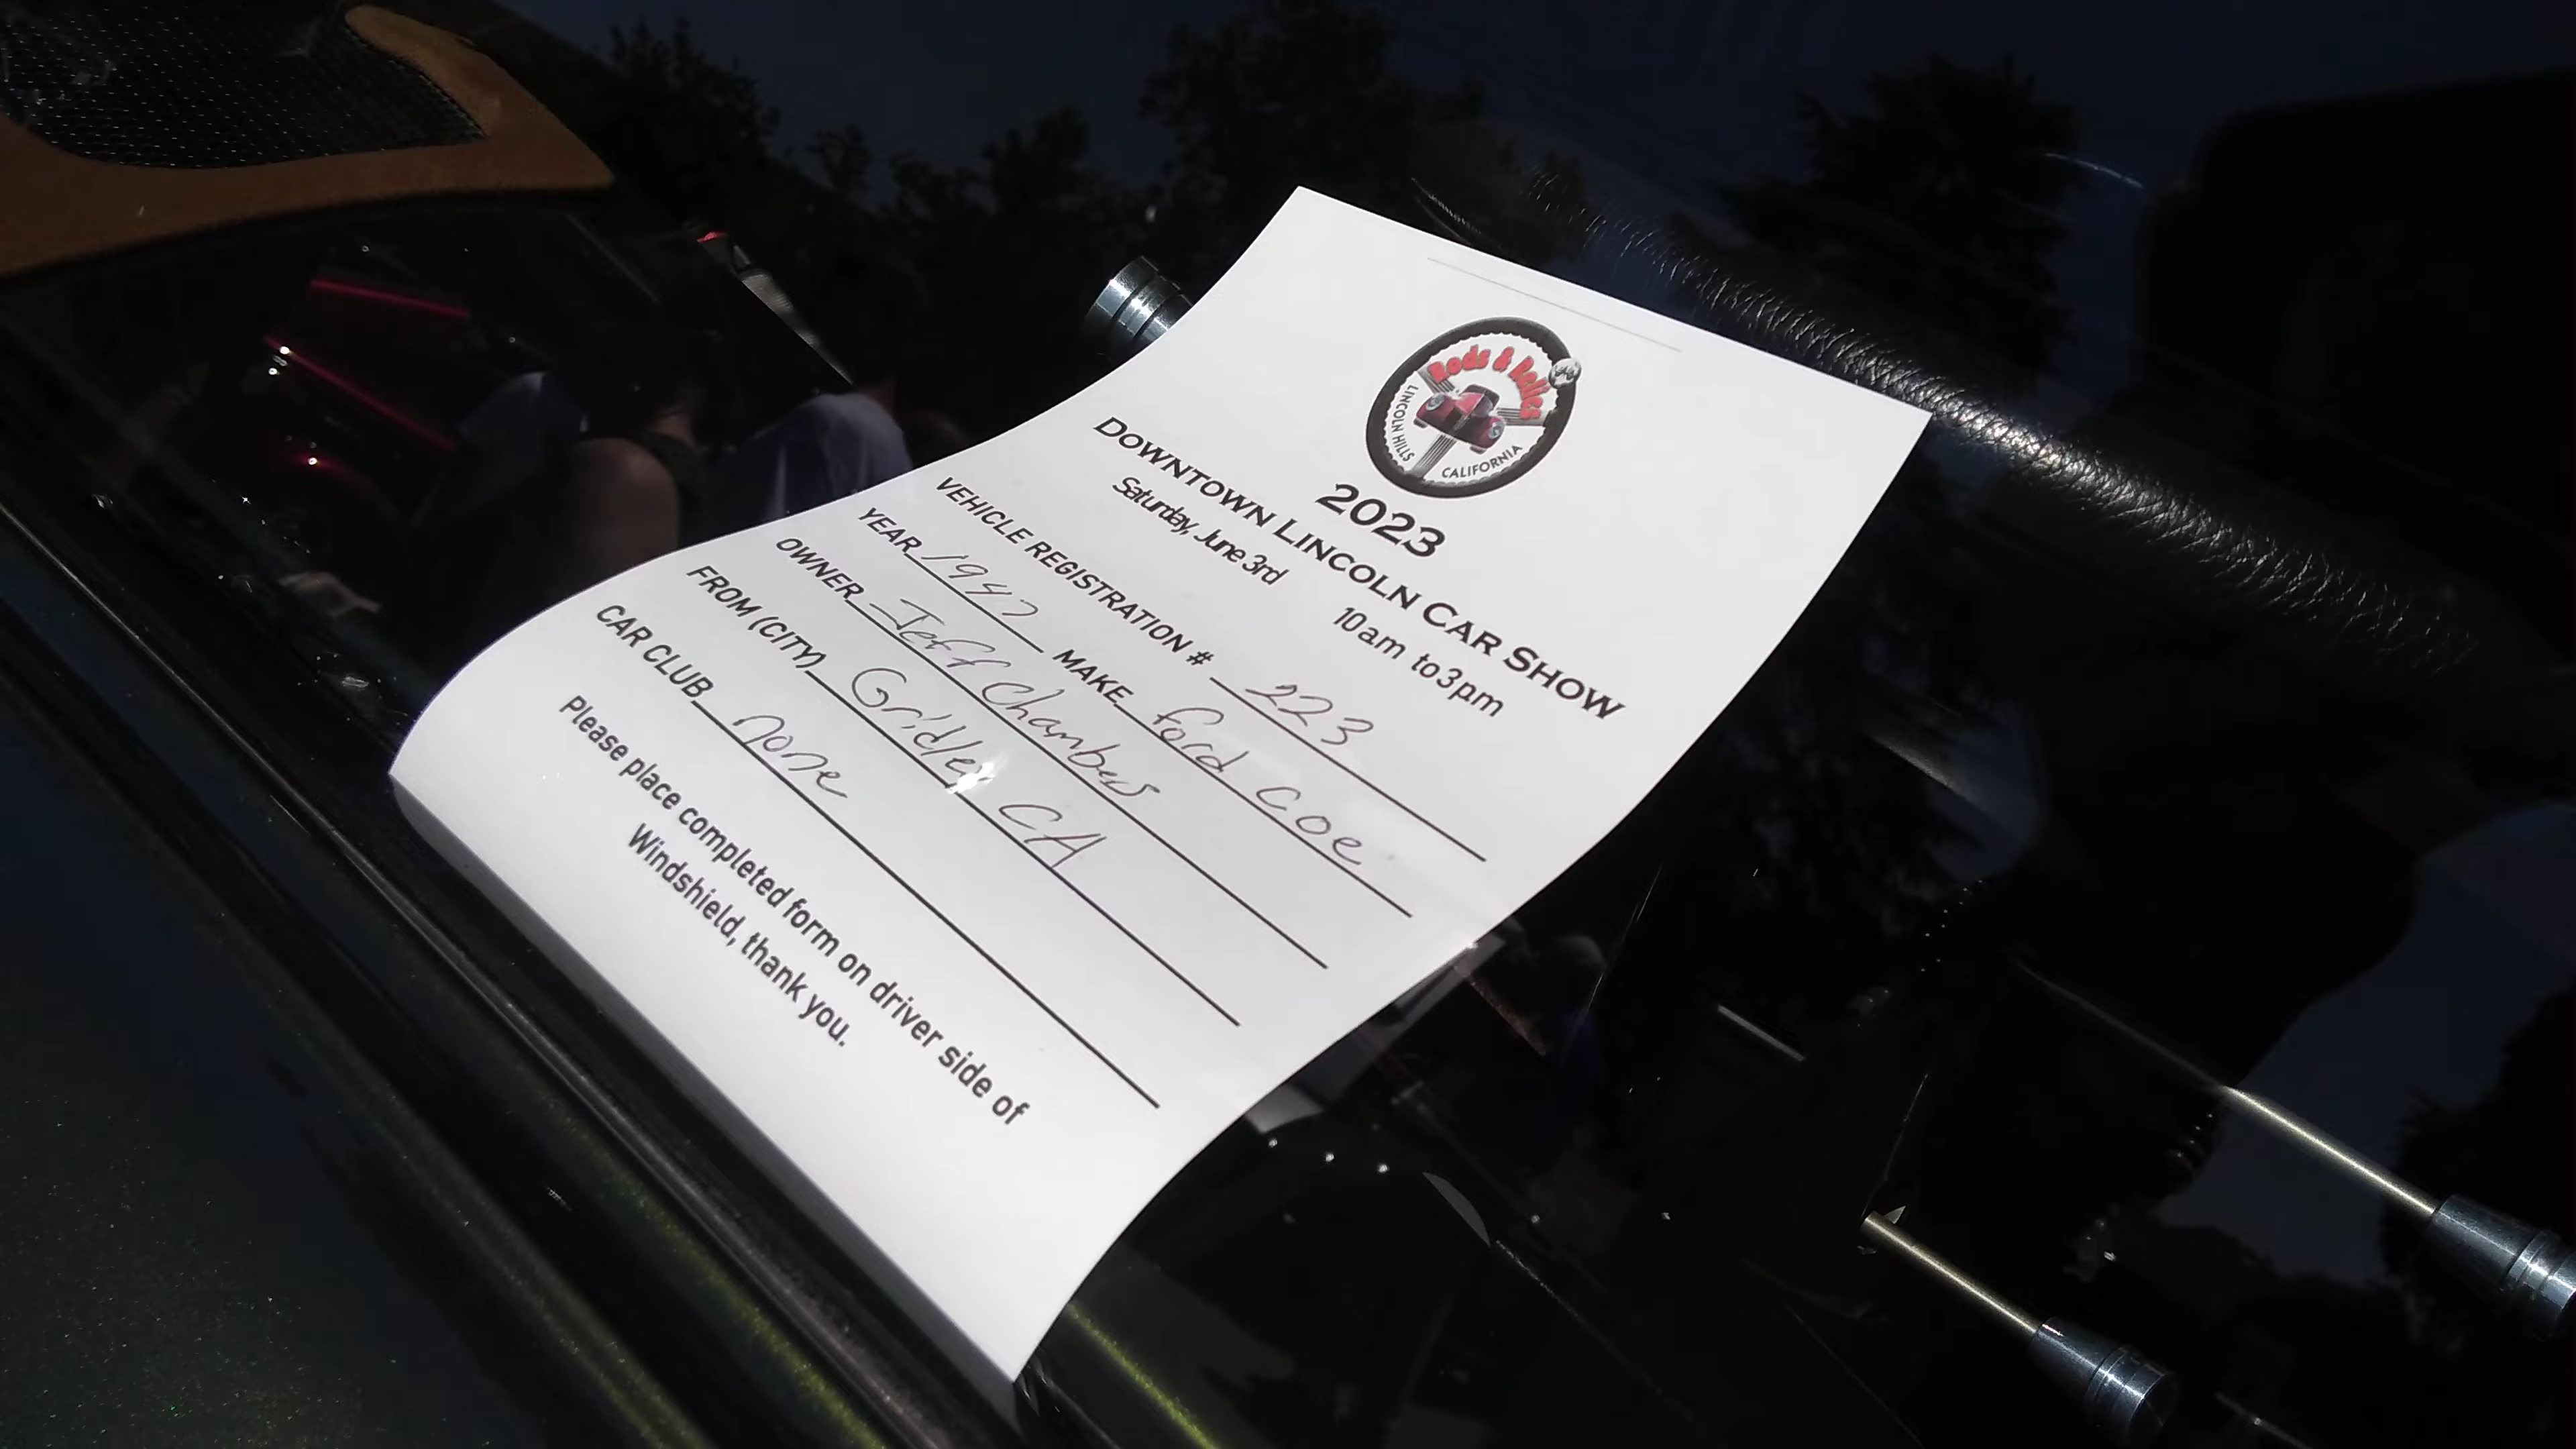 Rods & Relics
LINCOLN HILLS CALIFORNIA
2023
DOWNTOWN LINCOLN CAR SHOW
Saturday, June 3rd 10am to 3pm
VEHICLE REGISTRATION # 223
YEAR 1947 MAKE Ford COE
OWNER Jeff Chambers
FROM (CITY) Gridley, CA
CAR CLUB none
Please place completed form on driver side of
Windshield, thank you.